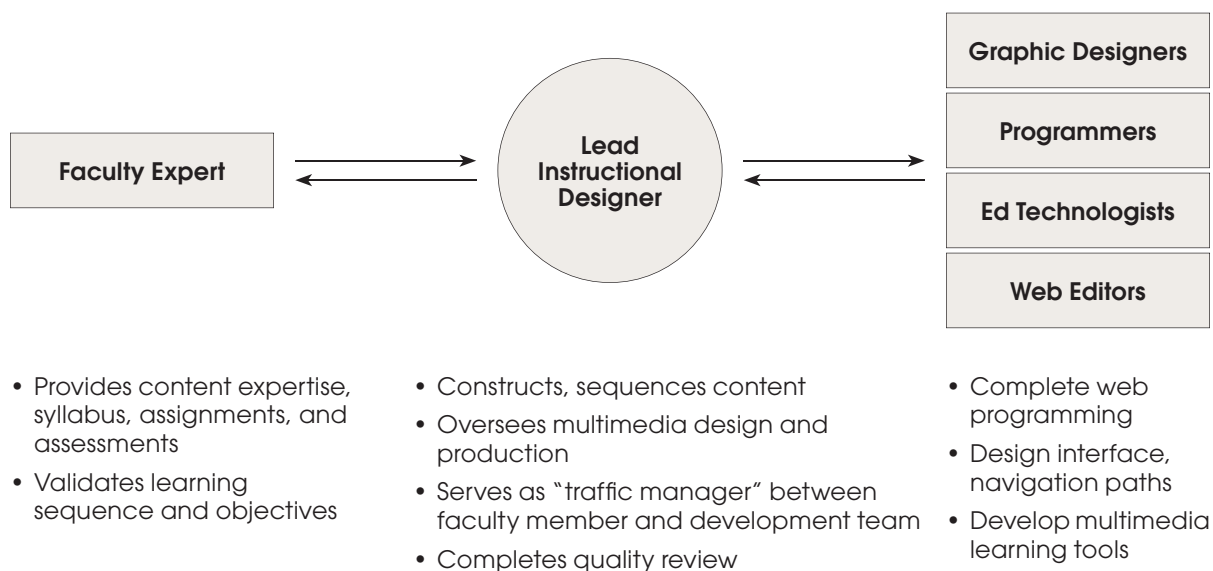 Faculty Expert
Lead
Instructional
Designer
Graphic Designers
Programmers
Ed Technologists
Web Editors
• Provides content expertise,
syllabus, assignments, and
assessments
• Validates learning
sequence and objectives
• Constructs, sequences content
• Oversees multimedia design and
production
• Serves as “traffic manager” between
faculty member and development team
• Completes quality review
• Complete web
programming
• Design interface,
navigation paths
• Develop multimedia
learning tools